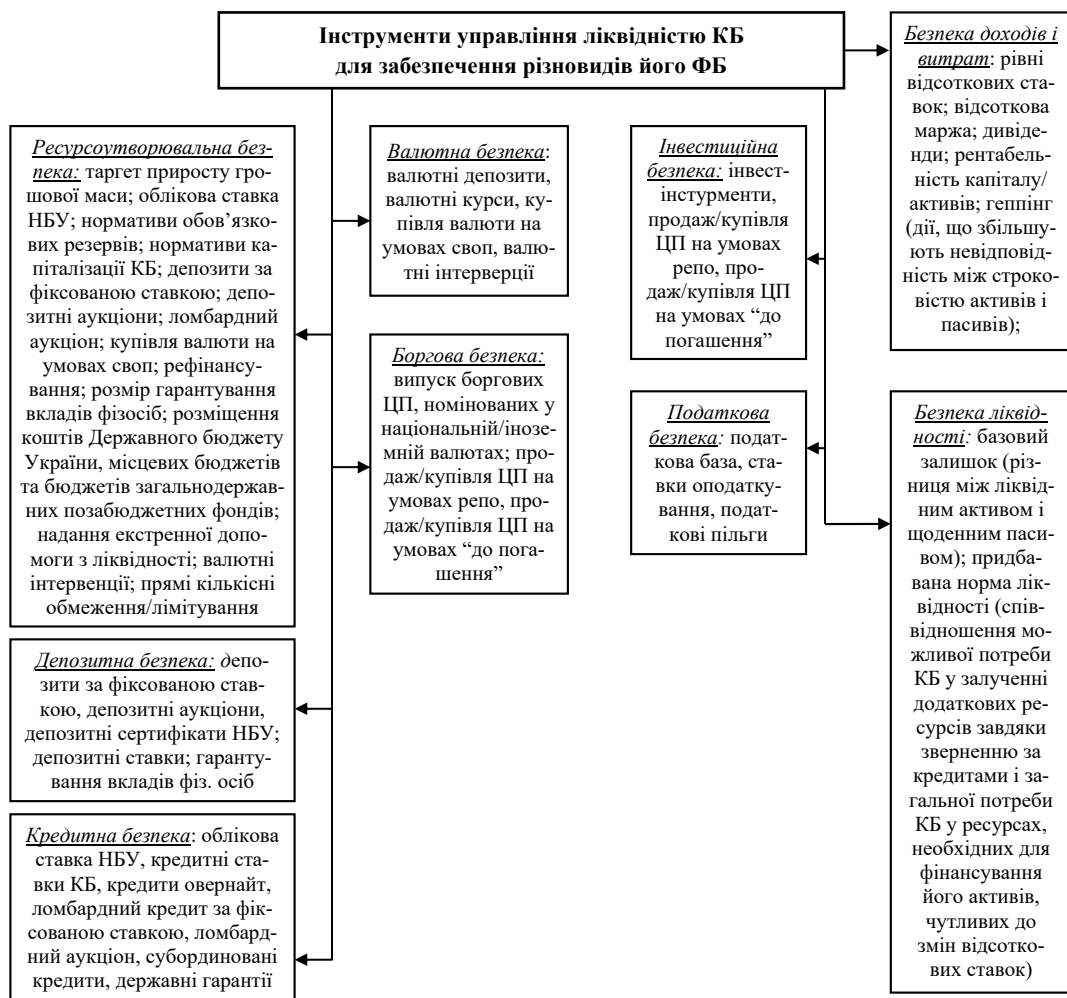 Інструменти управління ліквідністю КБ
для забезпечення різновидів його ФБ
Ресурсоутворювальна без-
пека: таргет приросту гро-
шової маси; облікова ставка
НБУ; нормативи обов’язко-
вих резервів; нормативи ка-
піталізації КБ; депозити за
фіксованою ставкою; депо-
зитні аукціони; ломбардний
аукціон; купівля валюти на
умовах своп; рефінансу-
вання; розмір гарантування
вкладів фізосіб; розміщення
коштів Державного бюджету
України, місцевих бюджетів
та бюджетів загальнодержав-
них позабюджетних фондів;
надання екстренної допо-
моги з ліквідності; валютні
інтервенції; прямі кількісні
обмеження/лімітування
Депозитна безпека: депо-
зити за фіксованою став-
кою, депозитні аукціони,
депозитні сертифікати НБУ;
депозитні ставки; гаранту-
вання вкладів фіз. осіб
Кредитна безпека: облікова
ставка НБУ, кредитні ста-
вки КБ, кредити овернайт,
ломбардний кредит за фік-
сованою ставкою, ломбард-
ний аукціон, субординовані
кредити, державні гарантії
Валютна безпека:
валютні депозити,
валютні курси, ку-
півля валюти на
умовах своп, валю-
тні інтерверції
Боргова безпека:
випуск боргових
ЦП, номінованих у
національній/інозе-
мній валютах; про-
даж/купівля ЦП на
умовах репо, про-
даж/купівля ЦП на
умовах “до пога-
шення”
Інвестиційна
безпека: інвест-
інстурменти,
продаж/купівля
ЦП на умовах
репо, про-
даж/купівля ЦП
на умовах “до
погашення”
Податкова
безпека: подат-
кова база, ста-
вки оподатку-
вання, подат-
кові пільги
Безпека доходів і
витрат: рівні
відсоткових ста-
вок; відсоткова
маржа; дивіде-
нди; рентабель-
ність капіталу/
активів; геппінг
(дії, що збільшу-
ють невідповід-
ність між строко-
вістю активів і
пасивів);
Безпека ліквід-
ності: базовий
залишок (різ-
ниця між ліквід-
ним активом і
щоденним паси-
вом); придба-
вана норма лік-
відності (спів-
відношення мо-
жливої потреби
КБ у залученні
додаткових ре-
сурсів завдяки
зверненню за
кредитами і за-
гальної потреби
КБ у ресурсах,
необхідних для
фінансування
його активів,
чутливих до
змін відсотко-
вих ставок)